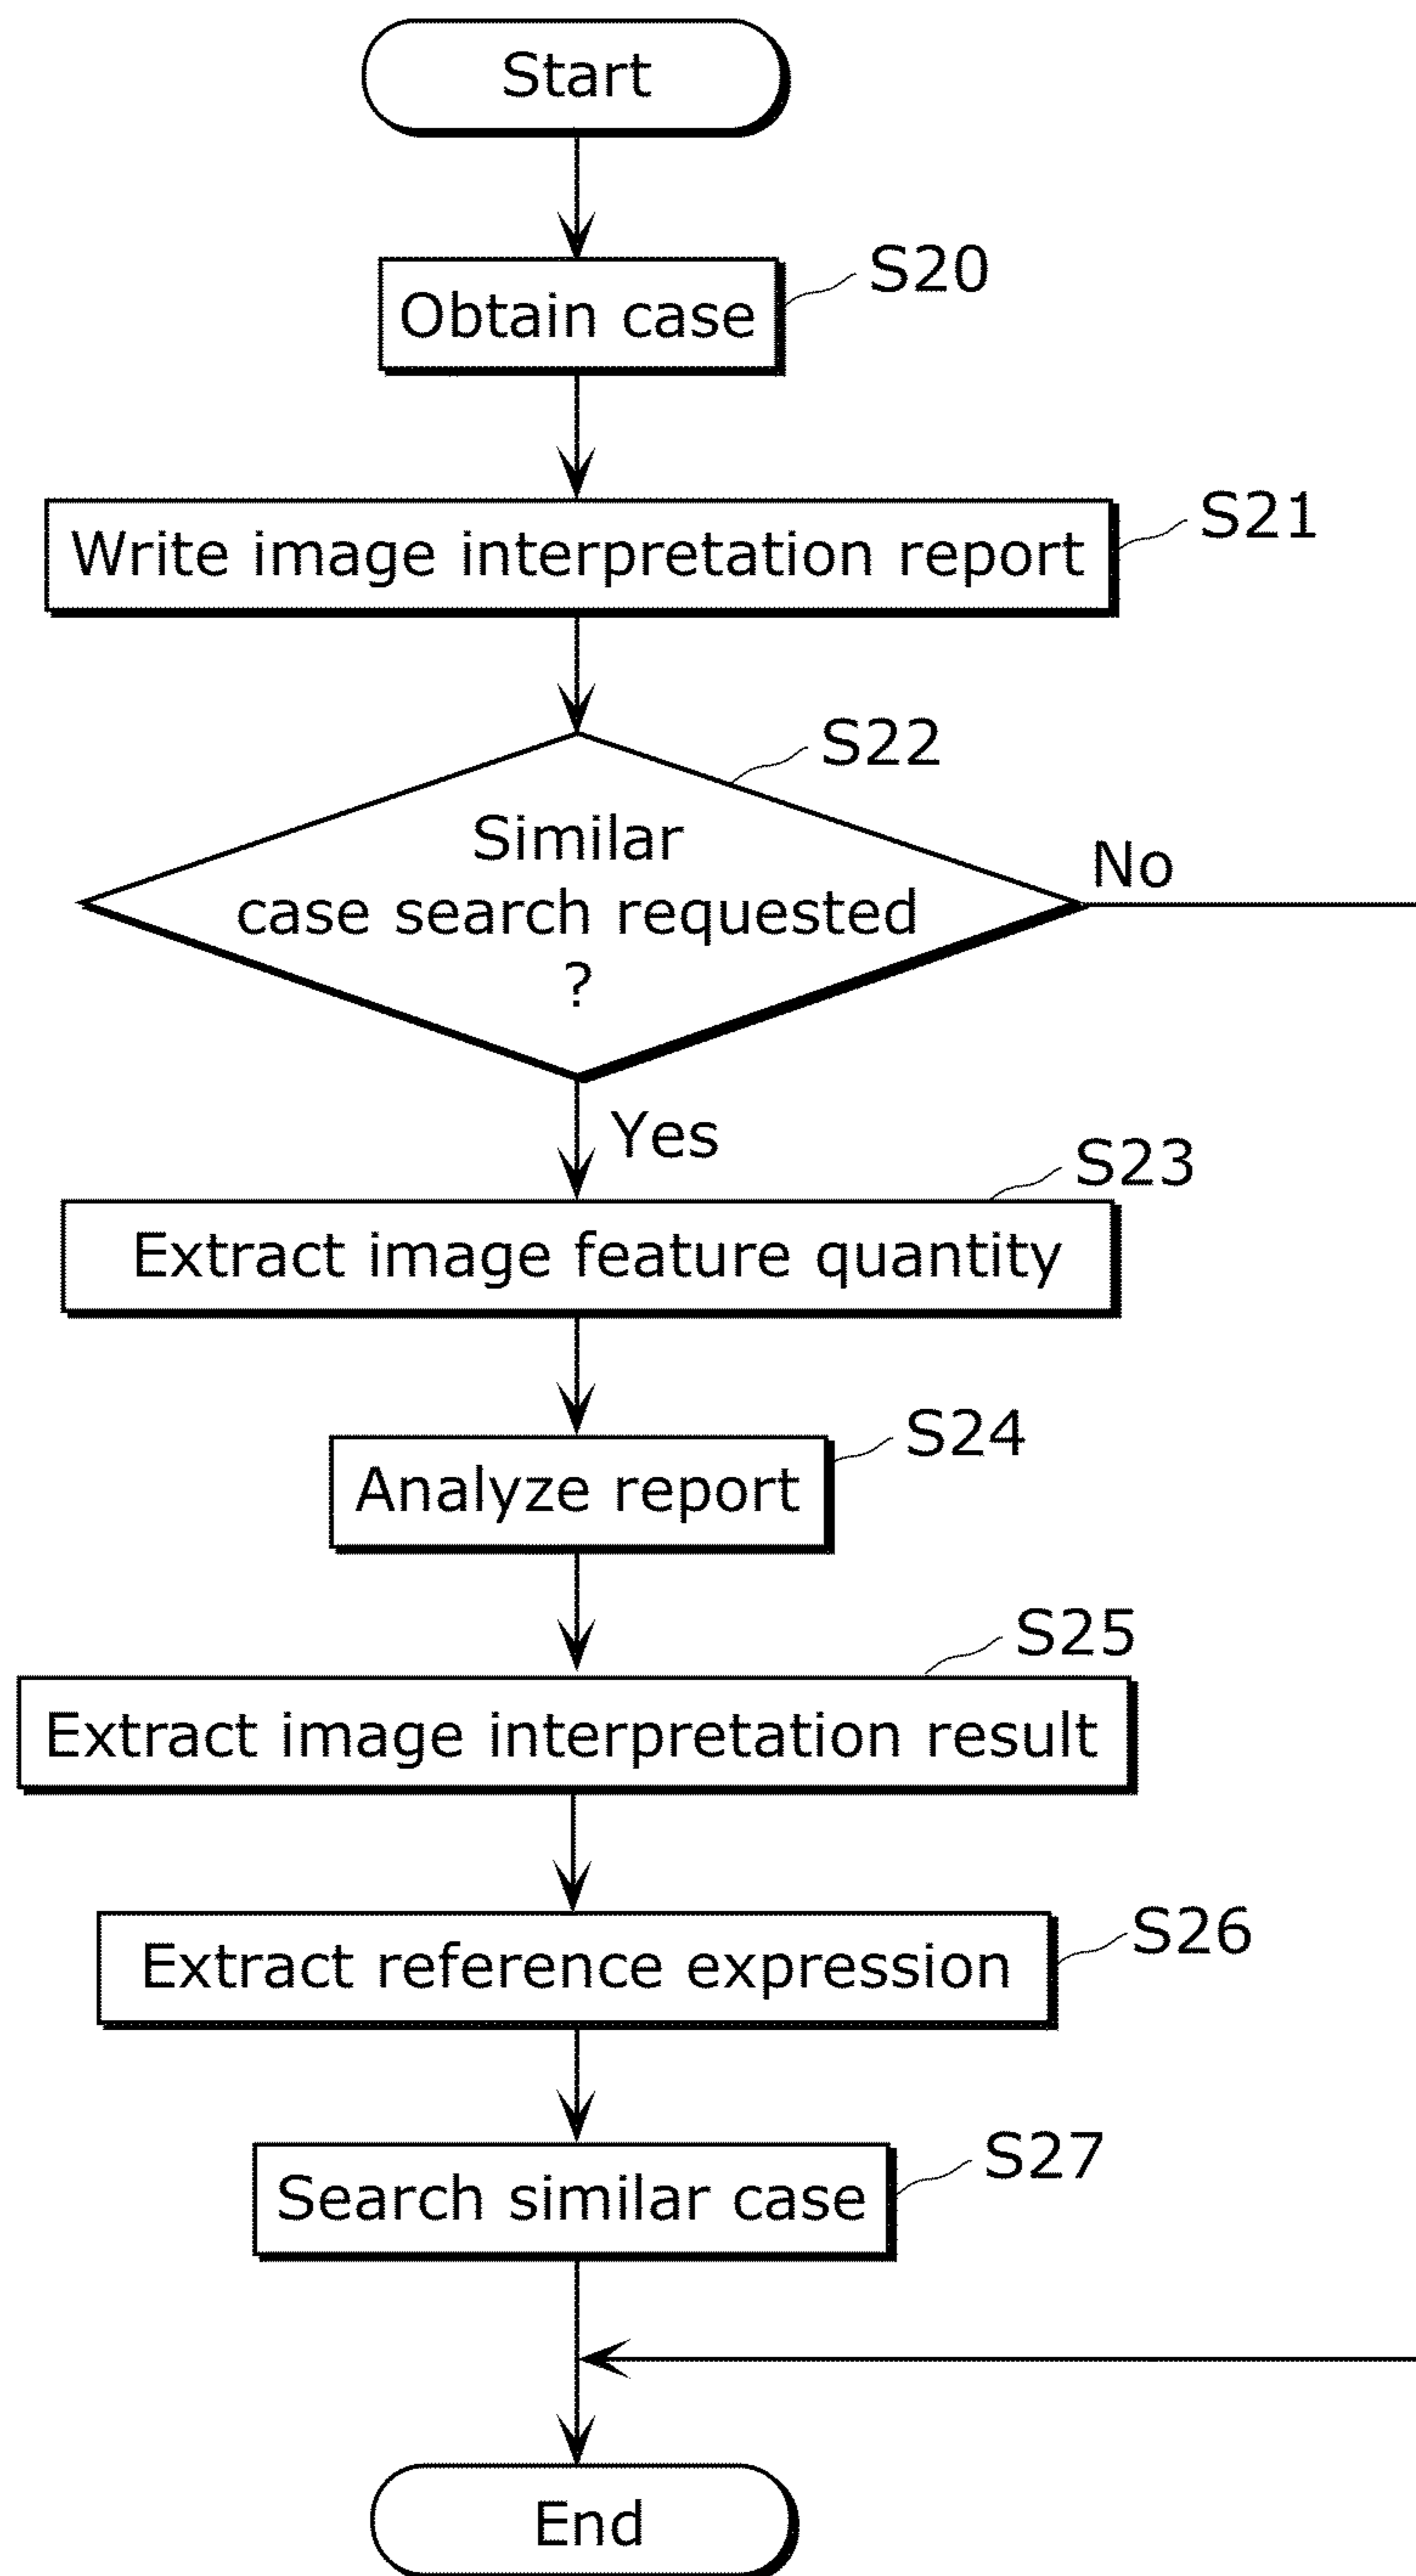 Start
S20
Obtain case
S21
Write image interpretation report
S22
Similar
case search requested
?
No
Yes
S23
Extract image feature quantity
S24
Analyze report
S25
Extract image interpretation result
S26
Extract reference expression
S27
Search similar case
End